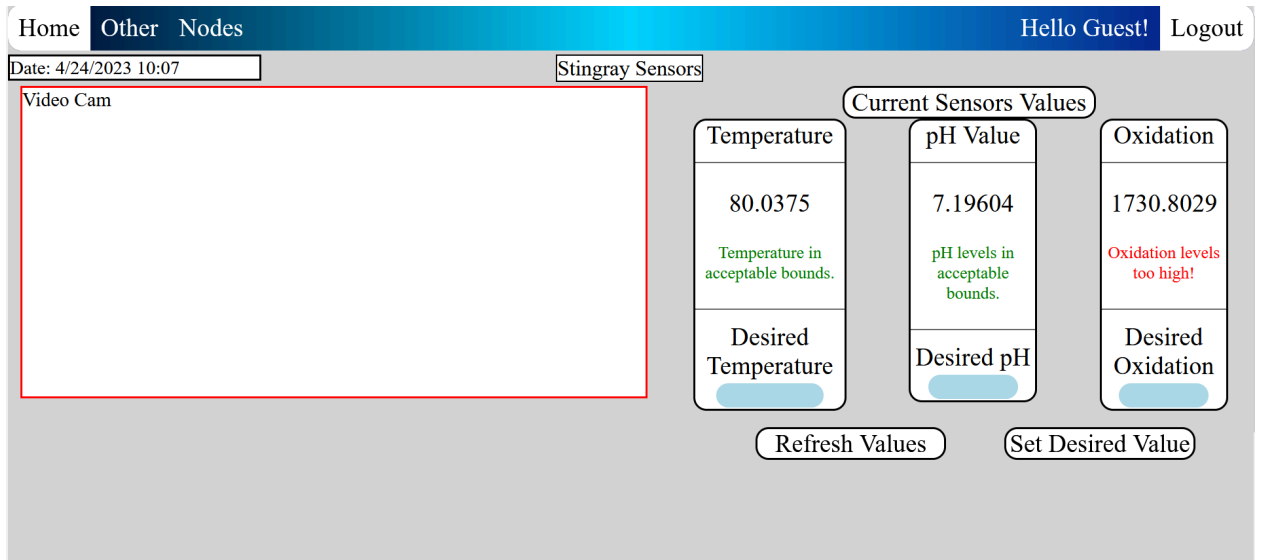 Home Other Nodes Hello Guest! Logout
Date: 4/24/2023 10:07
Stingray Sensors
Video Cam
Current Sensors Values
Temperature
80.0375
Temperature in
acceptable bounds.
Desired
Temperature
pH Value
7.19604
pH levels in
acceptable
bounds.
Desired pH
Oxidation
1730.8029
Oxidation levels
too high!
Desired
Oxidation
Refresh Values
Set Desired Value